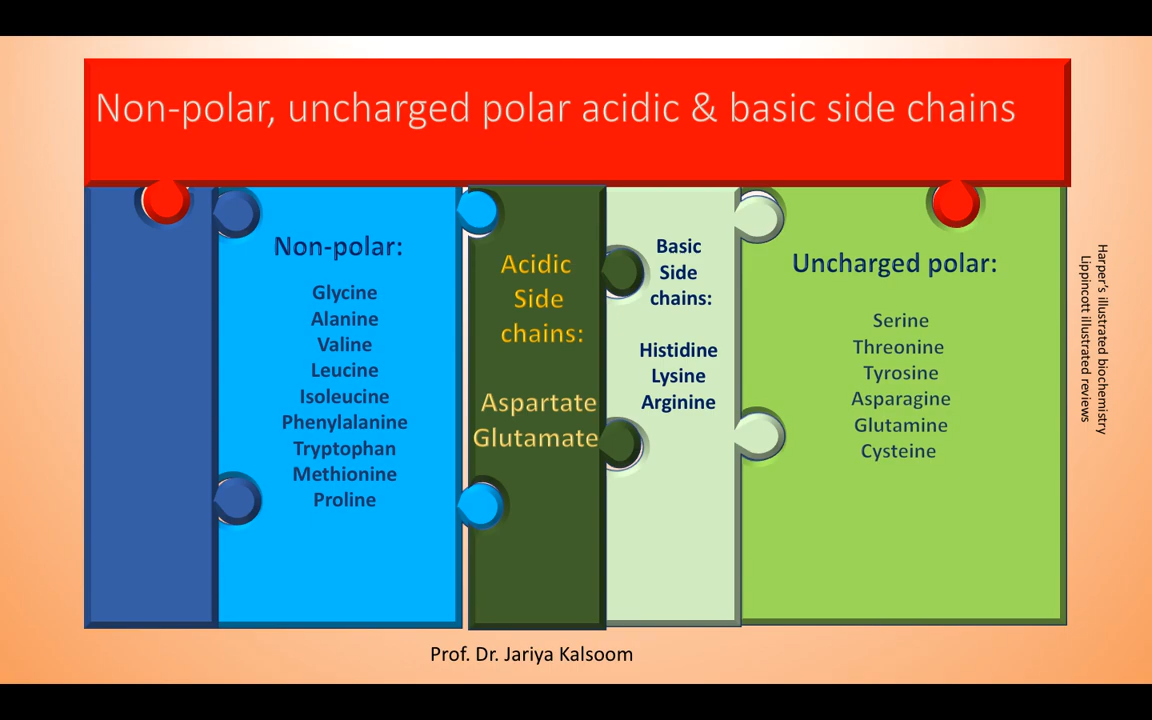 Non-polar, uncharged polar acidic & basic side chains
Non-polar:
Glycine
Alanine
Valine
Leucine
Isoleucine
Phenylalanine
Tryptophan
Methionine
Proline
Acidic
Side
chains:
Aspartate
Glutamate
Basic
Side
chains:
Histidine
Lysine
Arginine
Uncharged polar:
Serine
Threonine
Tyrosine
Asparagine
Glutamine
Cysteine
Harper's illustrated biochemistry
Lippincott illustrated reviews
Prof. Dr. Jariya Kalsoom